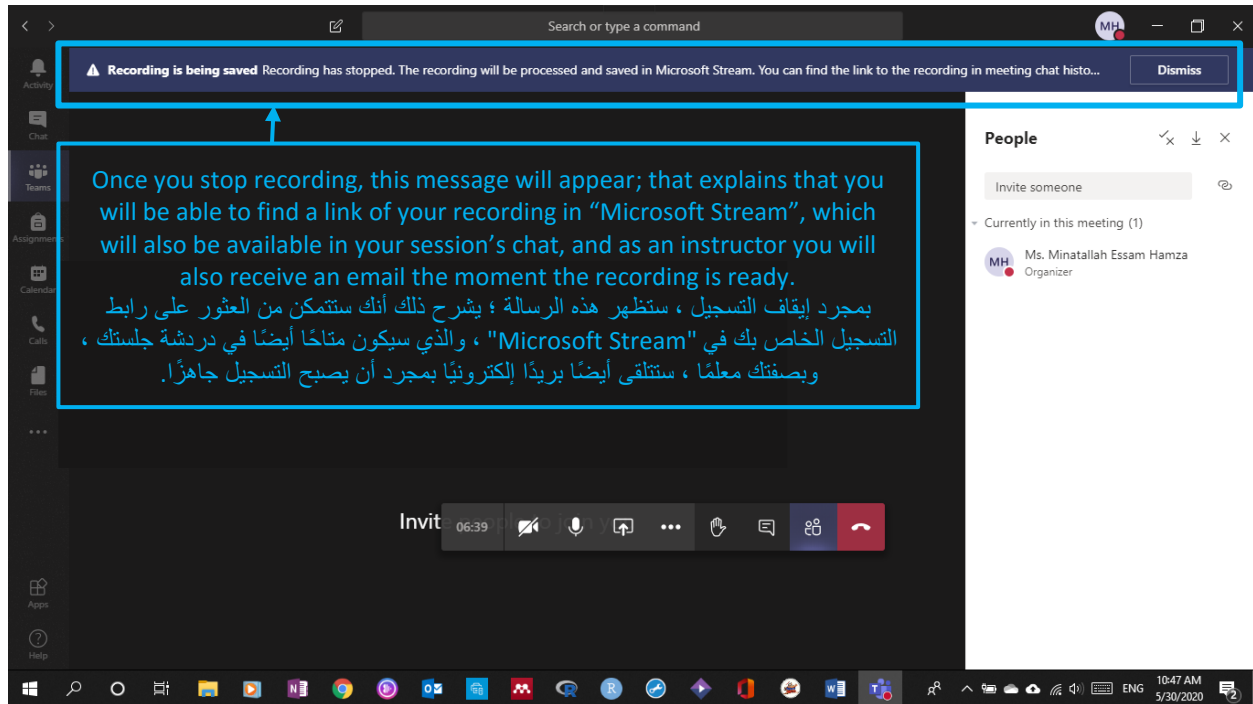 Search or type a command
MH
Activity
Recording is being saved Recording has stopped. The recording will be processed and saved in Microsoft Stream. You can find the link to the recording in meeting chat histo...
Dismiss
Chat
Teams
Assignments
Calendar
Calls
Files
Once you stop recording, this message will appear; that explains that you
will be able to find a link of your recording in “Microsoft Stream”, which
will also be available in your session’s chat, and as an instructor you will
also receive an email the moment the recording is ready.
بمجرد إيقاف التسجيل ، ستظهر هذه الرسالة ؛ يشرح ذلك أنك ستتمكن من العثور على رابط
التسجيل الخاص بك في "Microsoft Stream" ، والذي سيكون متاحًا أيضًا في دردشة جلستك ،
وبصفتك معلمًا ، ستتلقى أيضًا بريدًا إلكترونيًا بمجرد أن يصبح التسجيل جاهزًا.
People
Invite someone
Currently in this meeting (1)
MH
Ms. Minatallah Essam Hamza
Organizer
Invite people to join you
06:39
Apps
Help
ENG
10:47 AM
5/30/2020
2